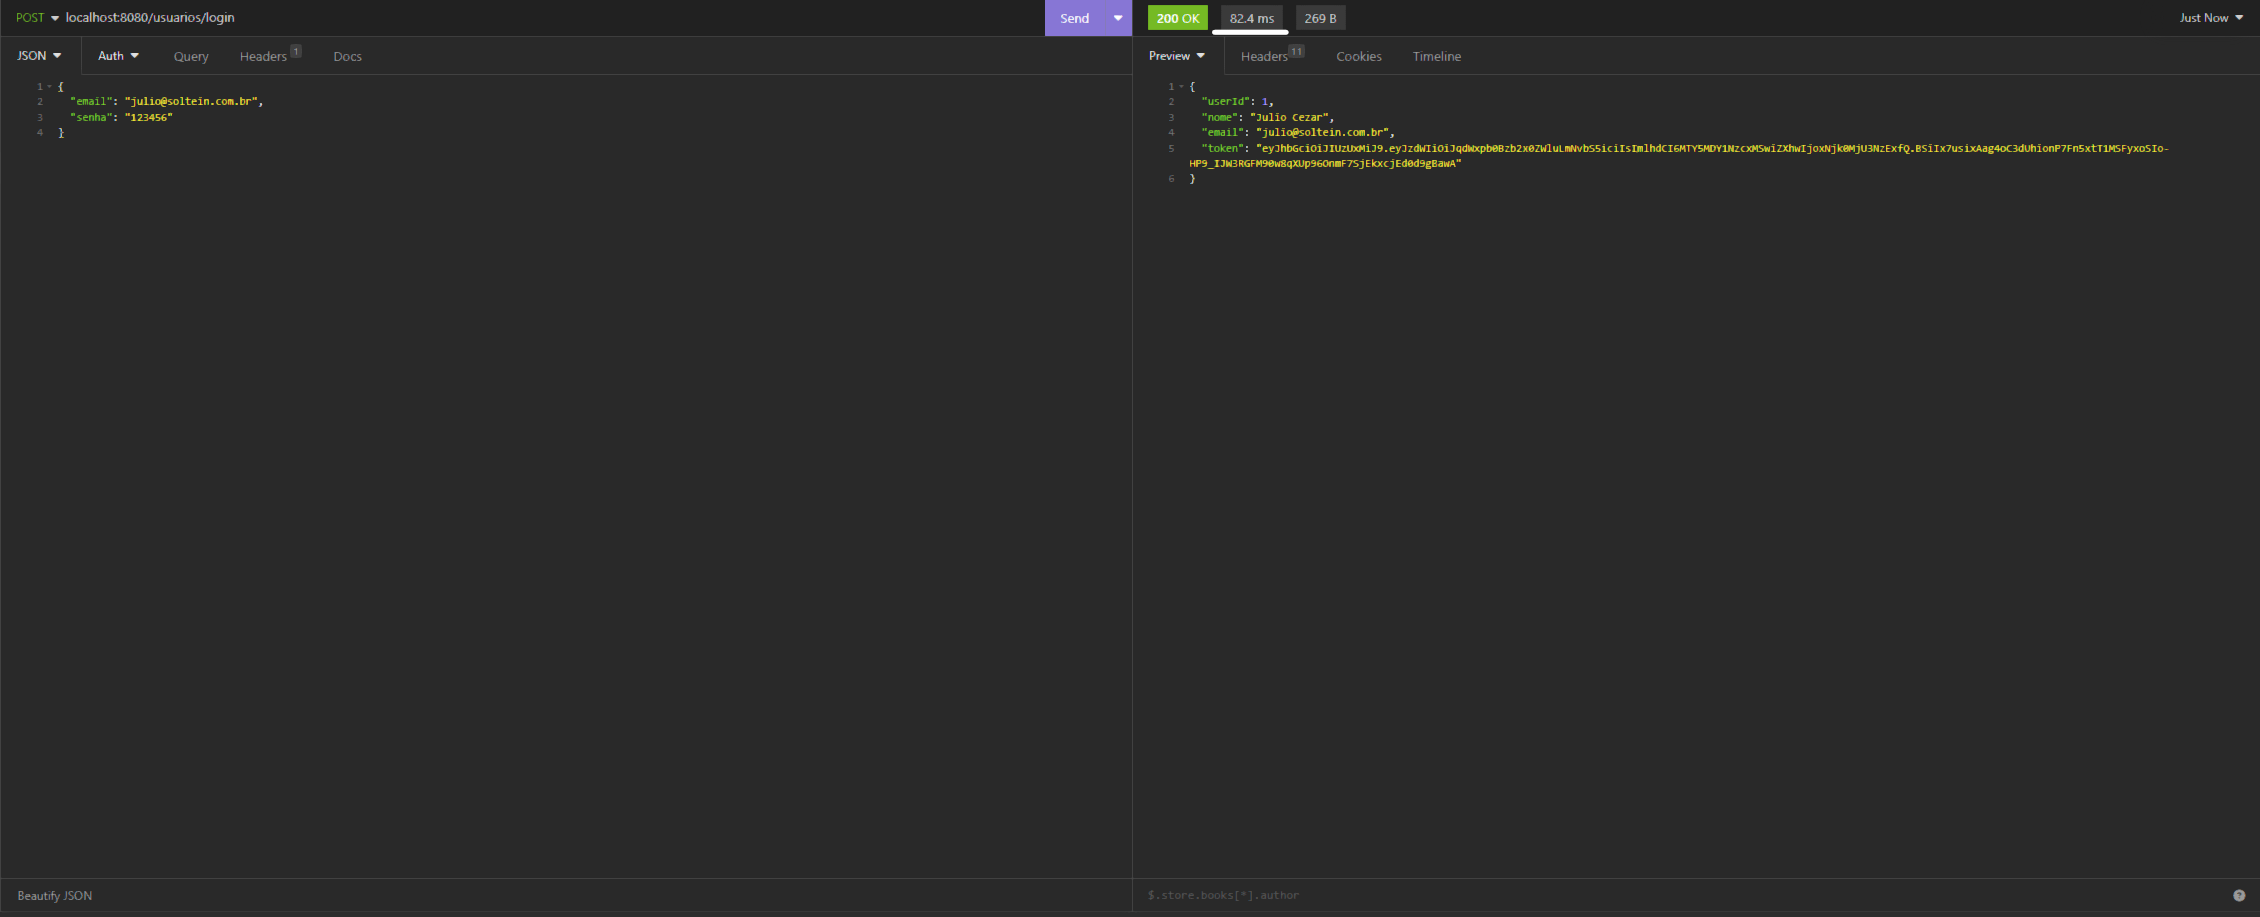 POST localhost:8080/usuarios/login Send
200 OK 82.4 ms 269 B Just Now
JSON Auth Query Headers 1 Docs
Preview Headers 11 Cookies Timeline
1 {
2 "email": "julio@soltein.com.br",
3 "senha": "123456"
4 }
1 {
2 "userId": 1,
3 "nome": "Julio Cezar",
4 "email": "julio@soltein.com.br",
5 "token": "eyJhbGciOiJIUzUxMiJ9.eyJzdWIiOiJqdWxpb0Bzb2x0ZWluLmNvbS5iciIsImlhdCI6MTY5MDY1NzcxMSwiZXhwIjoxNjk0MjU3NzExfQ.BSiIx7usixAag4oC3dUhionP7Fn5xtT1MSFyxoSIo-
HP9_IJW3RGFM90w8qXUp96OnmF7SjEkxcjEd0d9gBawA"
6 }
Beautify JSON
$.store.books[*].author